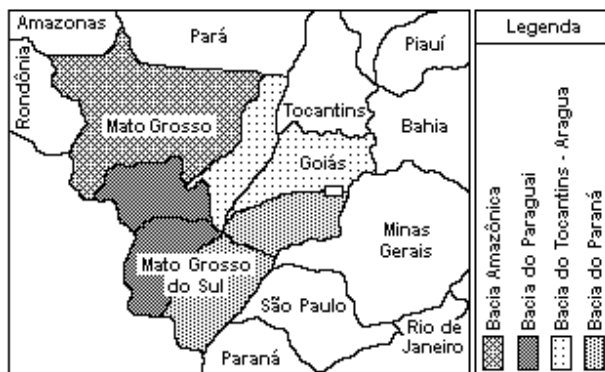 Amazonas
Pará
Piauí
Rondônia
Mato Grosso
Tocantins
Bahia
Goiás
Minas
Gerais
Mato Grosso
do Sul
São Paulo
Rio de
Janeiro
Paraná
Legenda
Bacia Amazônica
Bacia do Paraguai
Bacia do Tocantins - Aragua
Bacia do Paraná